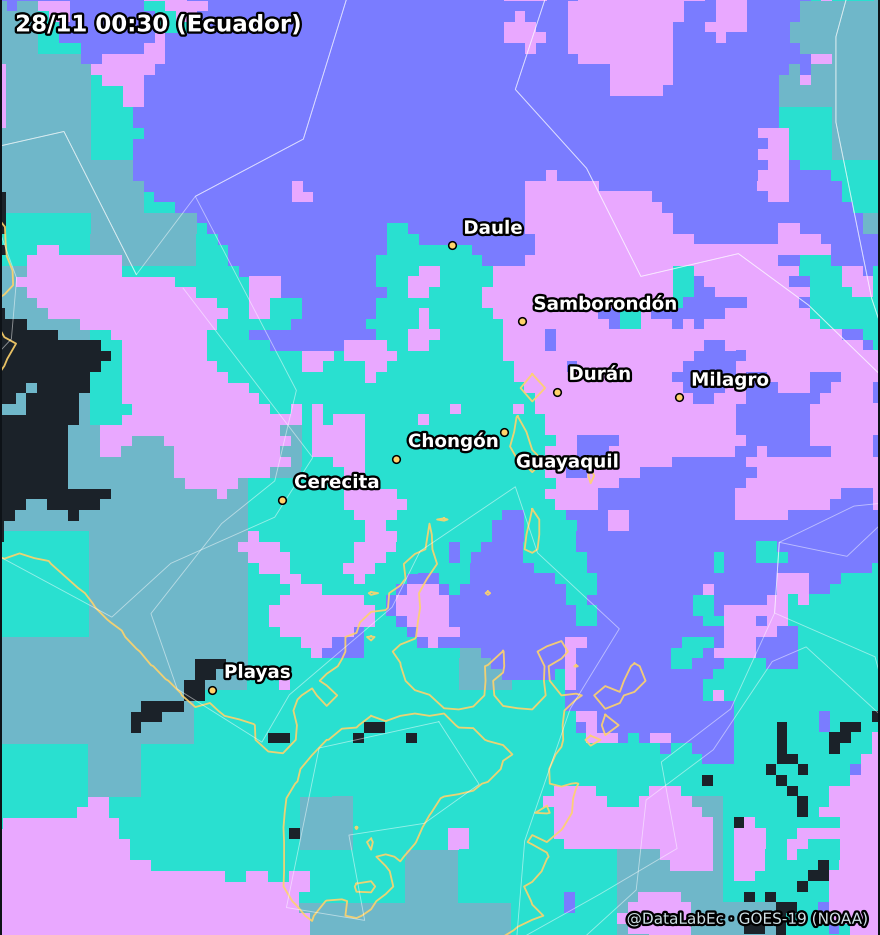 28/11 00:30 (Ecuador)
Daule
Samborondón
Durán
Milagro
Chongón
Guayaquil
Cerecita
Playas
@DataLabEc · GOES-19 (NOAA)